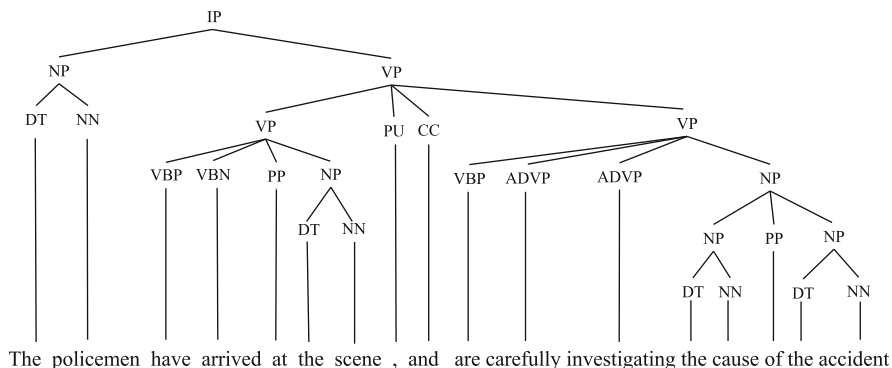 IP
NP VP
DT NN VP PU CC VP
VBP VBN PP NP VBP ADVP ADVP NP
DT NN NP PP NP
DT NN DT NN
The policemen have arrived at the scene , and are carefully investigating the cause of the accident